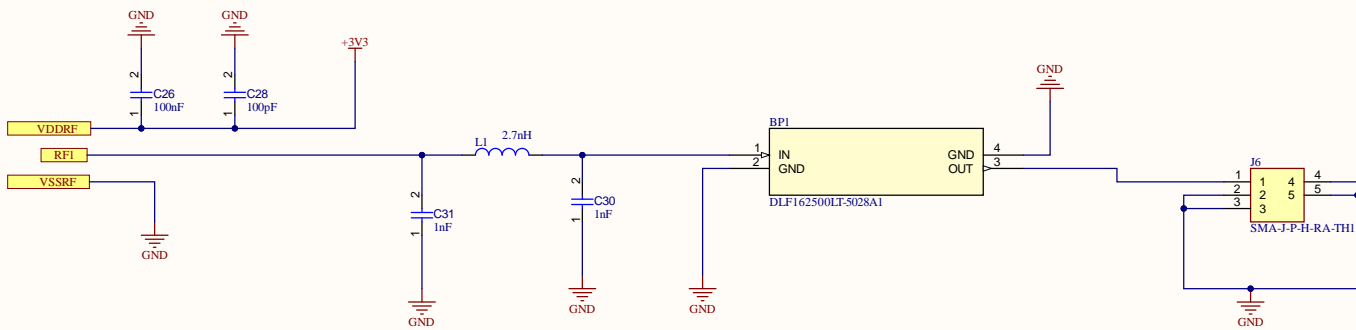 GND
GND
+3V3
2
C26
100nF
1
2
C28
100pF
1
VDDRF
RF1
VSSRF
GND
L1
2.7nH
2
C31
1nF
1
GND
2
C30
1nF
1
GND
BP1
1
IN
2
GND
GND
4
OUT
3
DLF162500LT-5028A1
GND
GND
J6
1
1
4
4
2
2
5
5
3
3
SMA-J-P-H-RA-TH1
GND